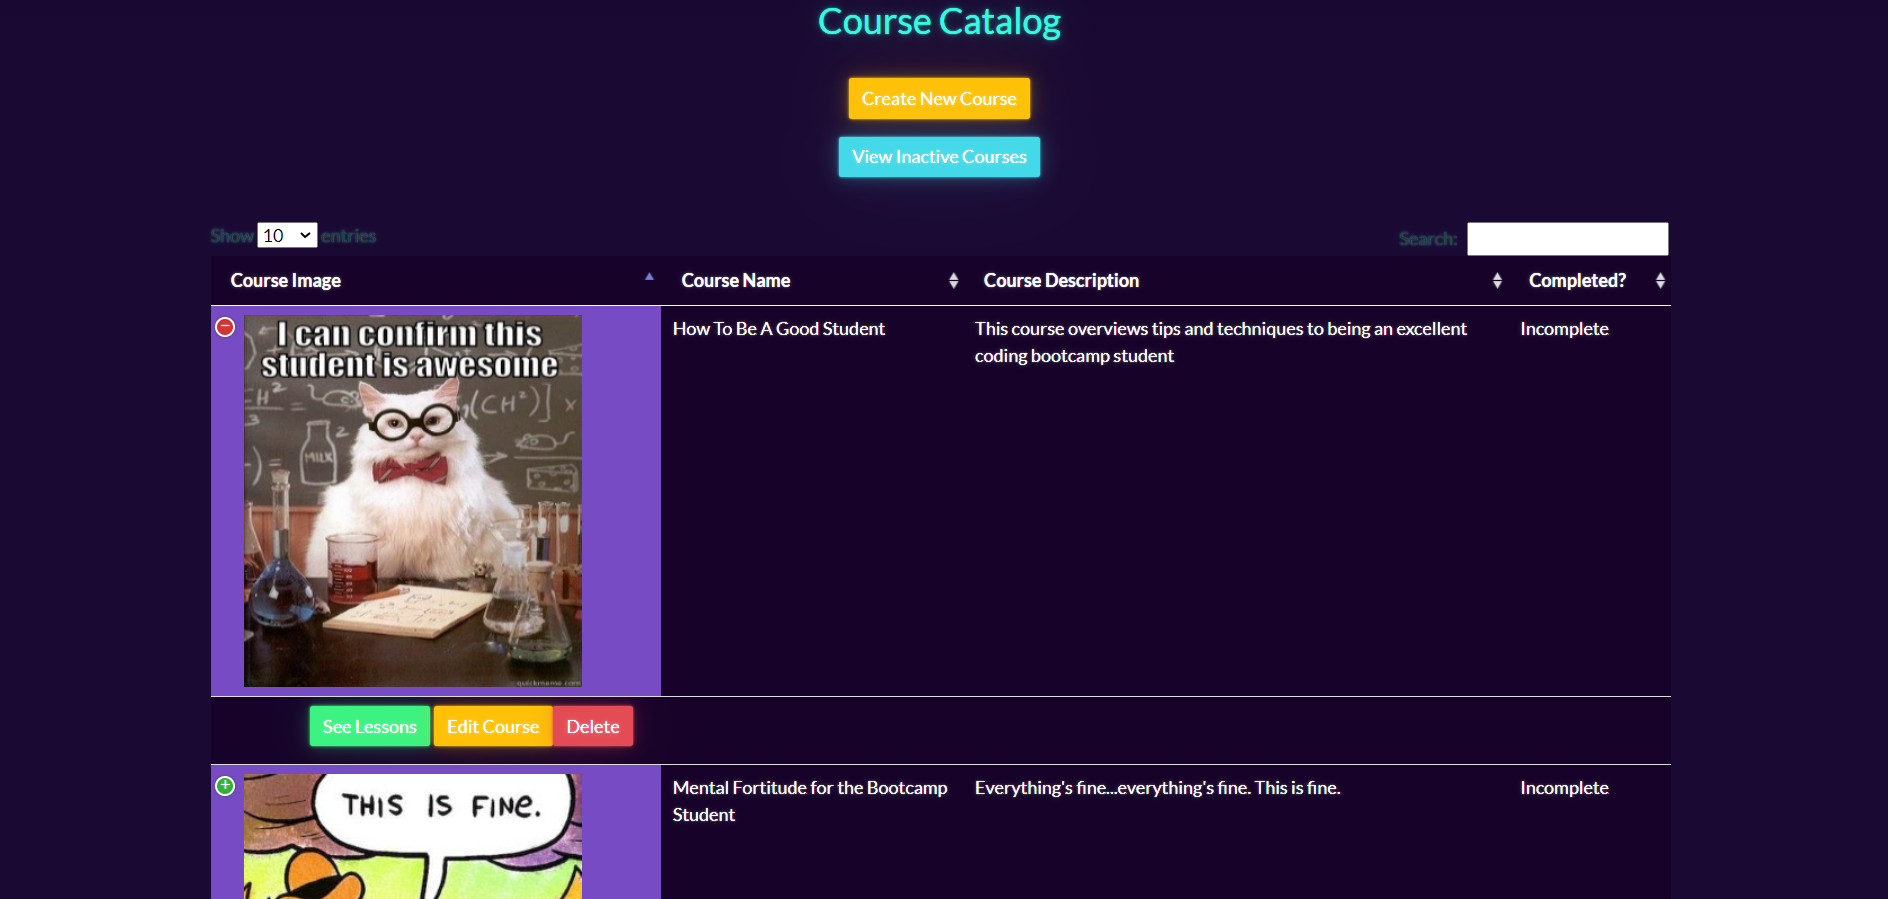 Course Catalog
Create New Course
View Inactive Courses
Show 10 entries
Search:
Course Image Course Name Course Description Completed?
I can confirm this
student is awesome
MILK
How To Be A Good Student
This course overviews tips and techniques to being an excellent
coding bootcamp student
Incomplete
quickmeme.com
See Lessons Edit Course Delete
THIS IS FINE.
Mental Fortitude for the Bootcamp
Student
Everything's fine...everything's fine. This is fine.
Incomplete